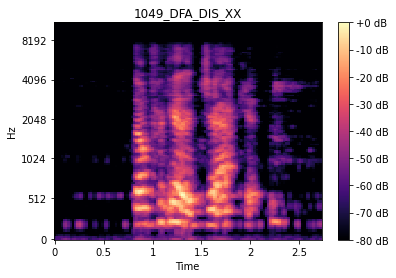 1049_DFA_DIS_XX
+0 dB
8192
-10 dB
4096
-20 dB
-30 dB
2048
Hz
-40 dB
1024
-50 dB
512
-60 dB
-70 dB
0
-80 dB
0 0.5 1 1.5 2 2.5
Time